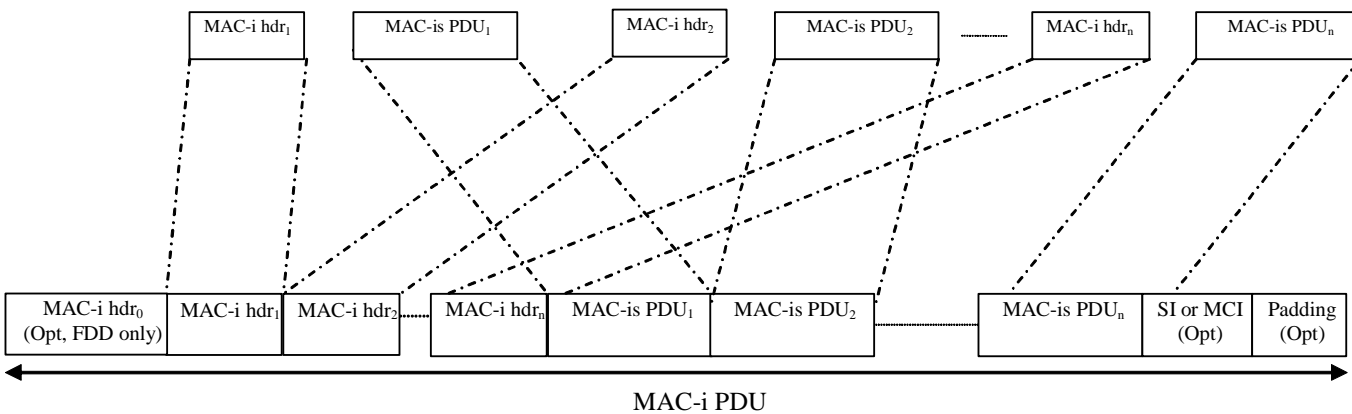 MAC-i hdr₁ MAC-is PDU₁ MAC-i hdr₂ MAC-is PDU₂ MAC-i hdrₙ MAC-is PDUₙ
MAC-i hdr₀ MAC-i hdr₁ MAC-i hdr₂ MAC-i hdrₙ MAC-is PDU₁ MAC-is PDU₂ MAC-is PDUₙ SI or MCI Padding
(Opt, FDD only) (Opt) (Opt)
MAC-i PDU